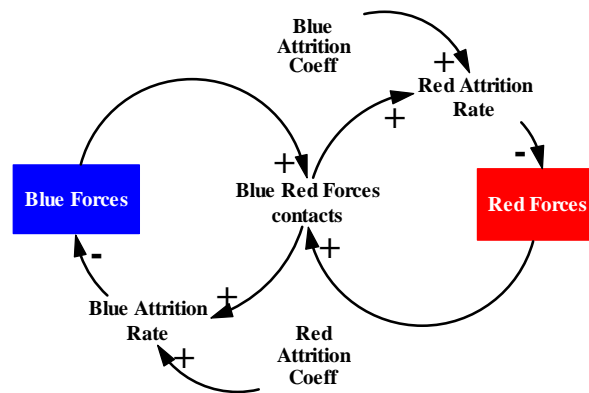 Blue
Attrition
Coeff
+
Red Attrition
Rate
+
-
+
Blue Forces
Blue Red Forces
contacts
Red Forces
+
-
+
Blue Attrition
Rate
+
Red
Attrition
Coeff